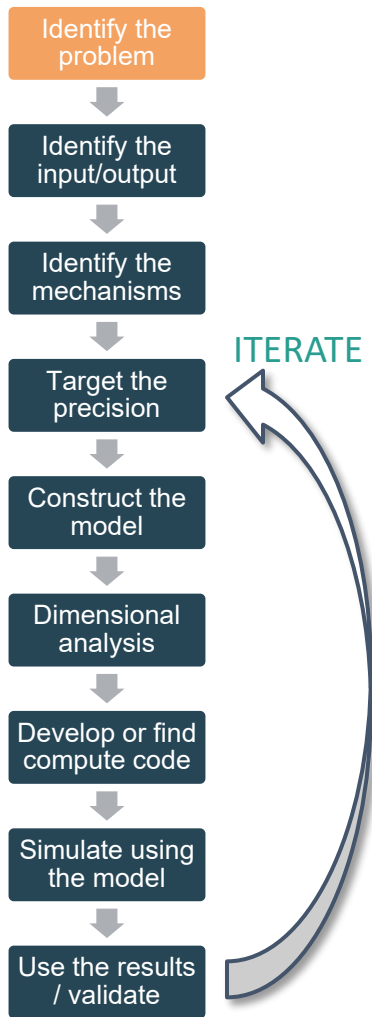 Identify the
problem
Identify the
input/output
Identify the
mechanisms
ITERATE
Target the
precision
Construct the
model
Dimensional
analysis
Develop or find
compute code
Simulate using
the model
Use the results
/ validate